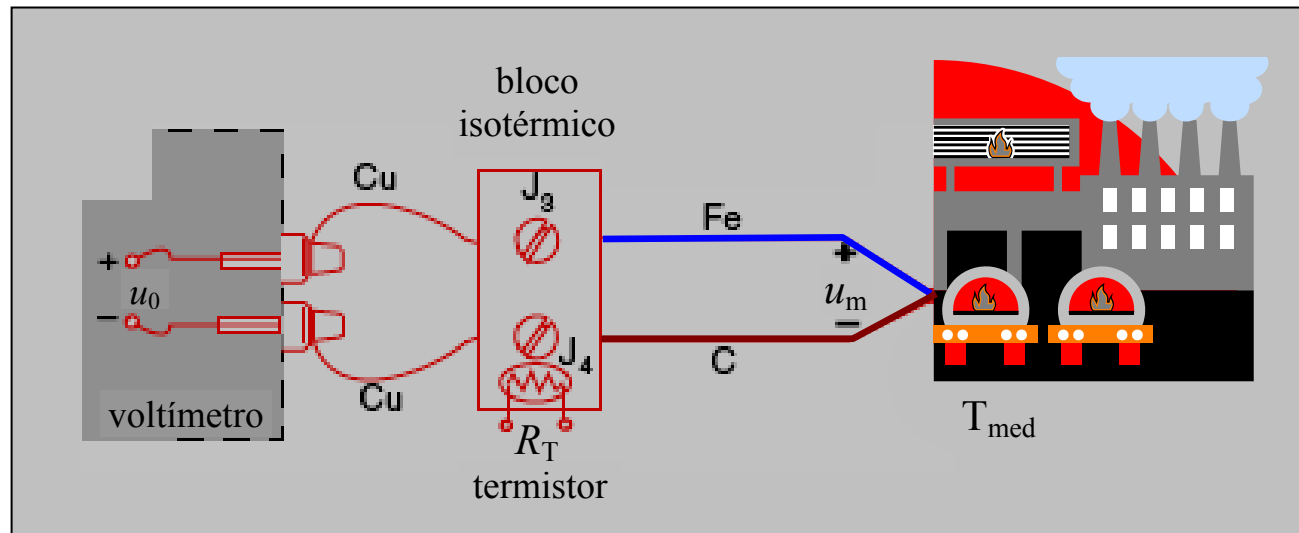 bloco
isotérmico
Cu
J3
Fe
+
+
u0
um
−
−
J4
C
Cu
voltímetro
RT
termistor
Tmed